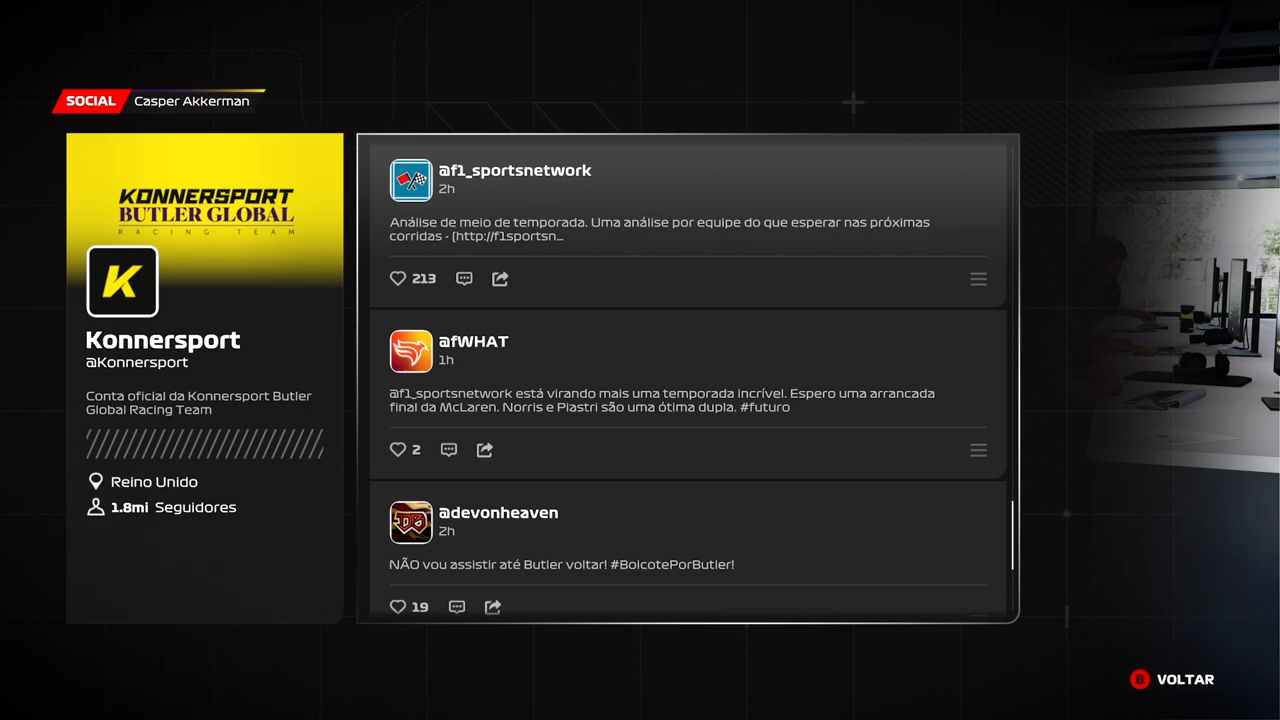 SOCIAL Casper Akkerman
KONNERSPORT
BUTLER GLOBAL
RACING TEAM
K
Konnersport
@Konnersport
Conta oficial da Konnersport Butler
Global Racing Team
Reino Unido
1.8mi Seguidores
@f1_sportsnetwork
2h
Análise de meio de temporada. Uma análise por equipe do que esperar nas próximas
corridas - (http://f1sportsn...
213
@fWHAT
1h
@f1_sportsnetwork está virando mais uma temporada incrível. Espero uma arrancada
final da McLaren. Norris e Piastri são uma ótima dupla. #futuro
2
@devonheaven
2h
NÃO vou assistir até Butler voltar! #BoicotePorButler!
19
B VOLTAR